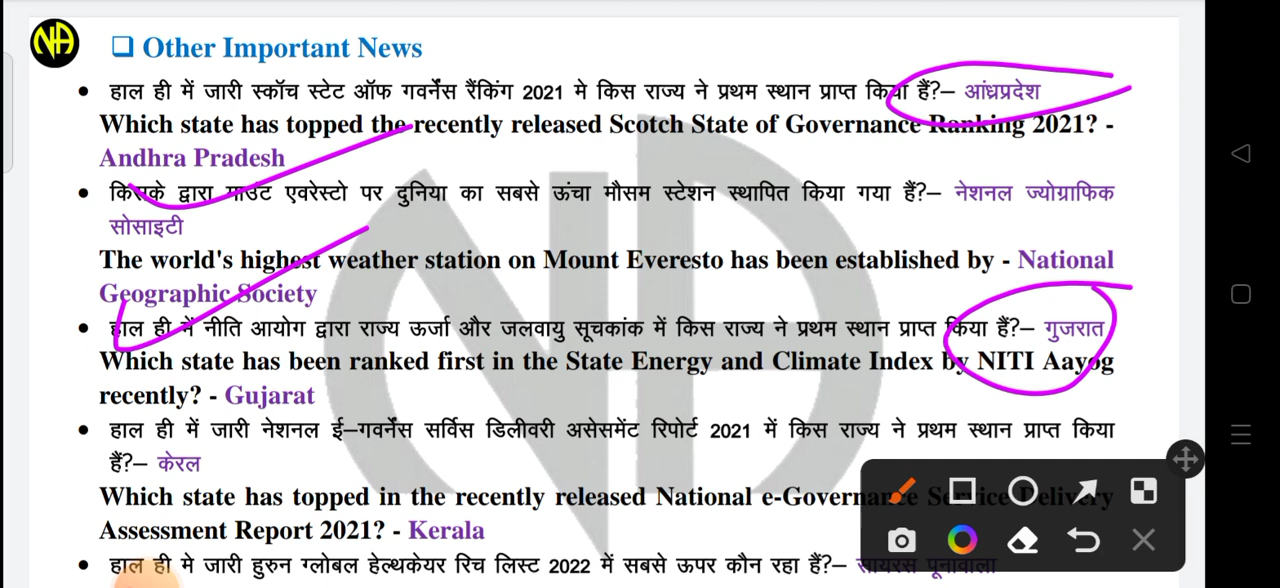 NA
❑ Other Important News
• हाल ही में जारी स्कॉच स्टेट ऑफ गवर्नेंस रैंकिंग 2021 मे किस राज्य ने प्रथम स्थान प्राप्त किया हैं?– आंध्रप्रदेश
Which state has topped the recently released Scotch State of Governance Ranking 2021? -
Andhra Pradesh
• किसके द्वारा माउंट एवरेस्टो पर दुनिया का सबसे ऊंचा मौसम स्टेशन स्थापित किया गया हैं?– नेशनल ज्योग्राफिक
सोसाइटी
The world's highest weather station on Mount Everesto has been established by - National
Geographic Society
• हाल ही में नीति आयोग द्वारा राज्य ऊर्जा और जलवायु सूचकांक में किस राज्य ने प्रथम स्थान प्राप्त किया हैं?– गुजरात
Which state has been ranked first in the State Energy and Climate Index by NITI Aayog
recently? - Gujarat
• हाल ही में जारी नेशनल ई–गवर्नेंस सर्विस डिलीवरी असेसमेंट रिपोर्ट 2021 में किस राज्य ने प्रथम स्थान प्राप्त किया
हैं?– केरल
Which state has topped in the recently released National e-Governance Service Delivery
Assessment Report 2021? - Kerala
• हाल ही मे जारी हुरुन ग्लोबल हेल्थकेयर रिच लिस्ट 2022 में सबसे ऊपर कौन रहा हैं?– सायरस पूनावाला